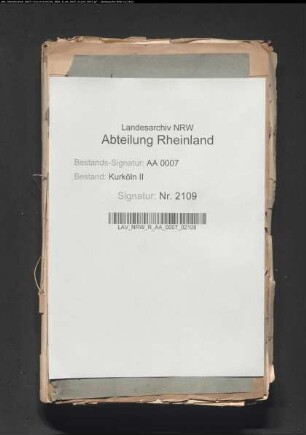 Landesarchiv NRW
Abteilung Rheinland
Bestands-Signatur: AA 0007
Bestand: Kurköln II
Signatur: Nr. 2109
LAV_NRW_R_AA_0007_02109